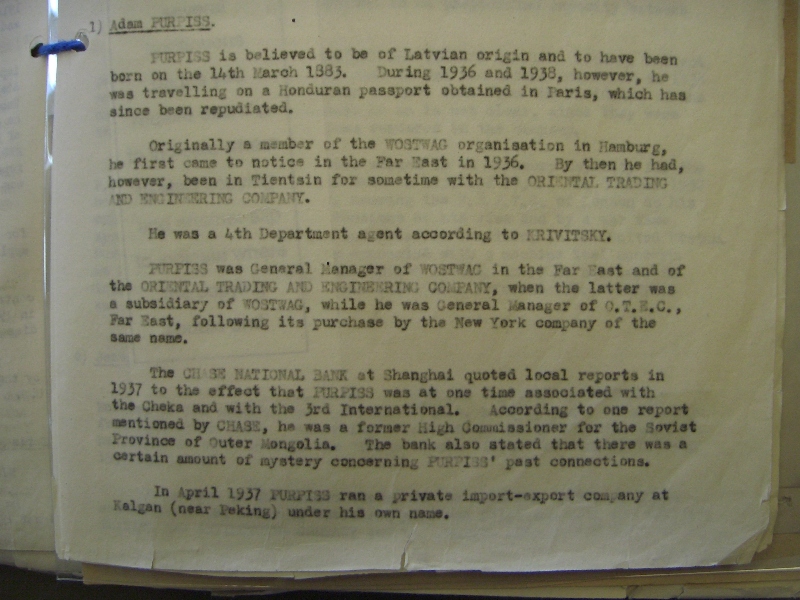 1) Adam PURPISS.
PURPISS is believed to be of Latvian origin and to have been
born on the 14th March 1883. During 1936 and 1938, however, he
was travelling on a Honduran passport obtained in Paris, which has
since been repudiated.
Originally a member of the WOSTWAG organisation in Hamburg,
he first came to notice in the Far East in 1936. By then he had,
however, been in Tientsin for sometime with the ORIENTAL TRADING
AND ENGINEERING COMPANY.
He was a 4th Department agent according to KRIVITSKY.
PURPISS was General Manager of WOSTWAG in the Far East and of
the ORIENTAL TRADING AND ENGINEERING COMPANY, when the latter was
a subsidiary of WOSTWAG, while he was General Manager of O.T.E.C.,
Far East, following its purchase by the New York company of the
same name.
The CHASE NATIONAL BANK at Shanghai quoted local reports in
1937 to the effect that PURPISS was at one time associated with
the Cheka and with the 3rd International. According to one report
mentioned by CHASE, he was a former High Commissioner for the Soviet
Province of Outer Mongolia. The bank also stated that there was a
certain amount of mystery concerning PURPISS' past connections.
In April 1937 PURPISS ran a private import-export company at
Kalgan (near Peking) under his own name.